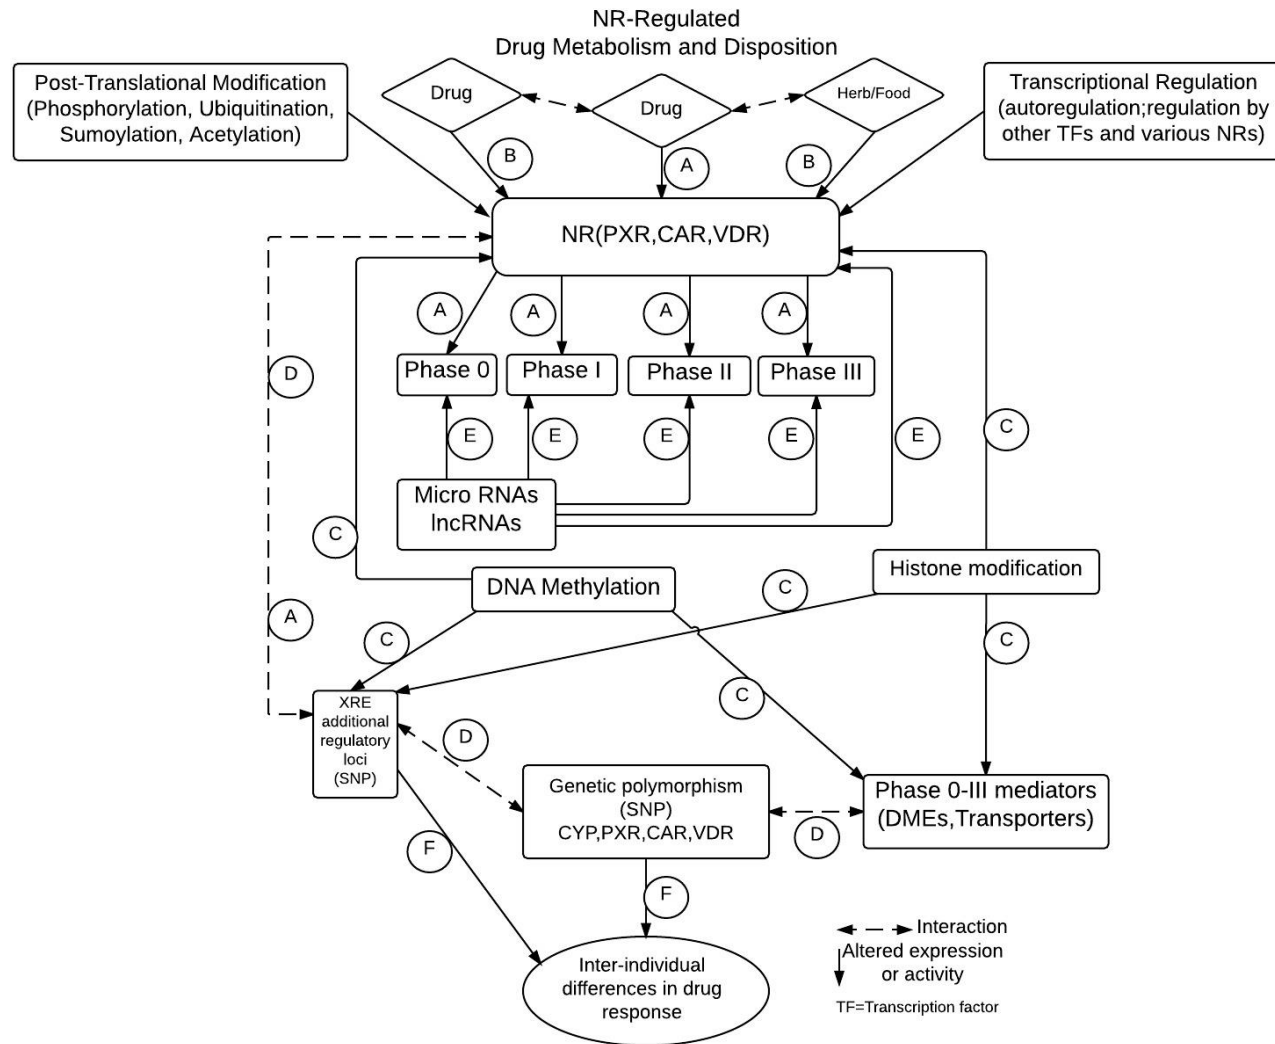 NR-Regulated
Drug Metabolism and Disposition
Post-Translational Modification
(Phosphorylation, Ubiquitination,
Sumoylation, Acetylation)
Drug
Drug
Herb/Food
Transcriptional Regulation
(autoregulation;regulation by
other TFs and various NRs)
B
A
B
NR(PXR,CAR,VDR)
A
A
A
A
D
Phase 0
Phase I
Phase II
Phase III
E
E
E
E
E
C
Micro RNAs
lncRNAs
C
DNA Methylation
Histone modification
A
C
C
C
C
XRE
additional
regulatory
loci
(SNP)
D
Genetic polymorphism
(SNP)
CYP,PXR,CAR,VDR
D
Phase 0-III mediators
(DMEs,Transporters)
F
F
Inter-individual
differences in drug
response
Interaction
Altered expression
or activity
TF=Transcription factor